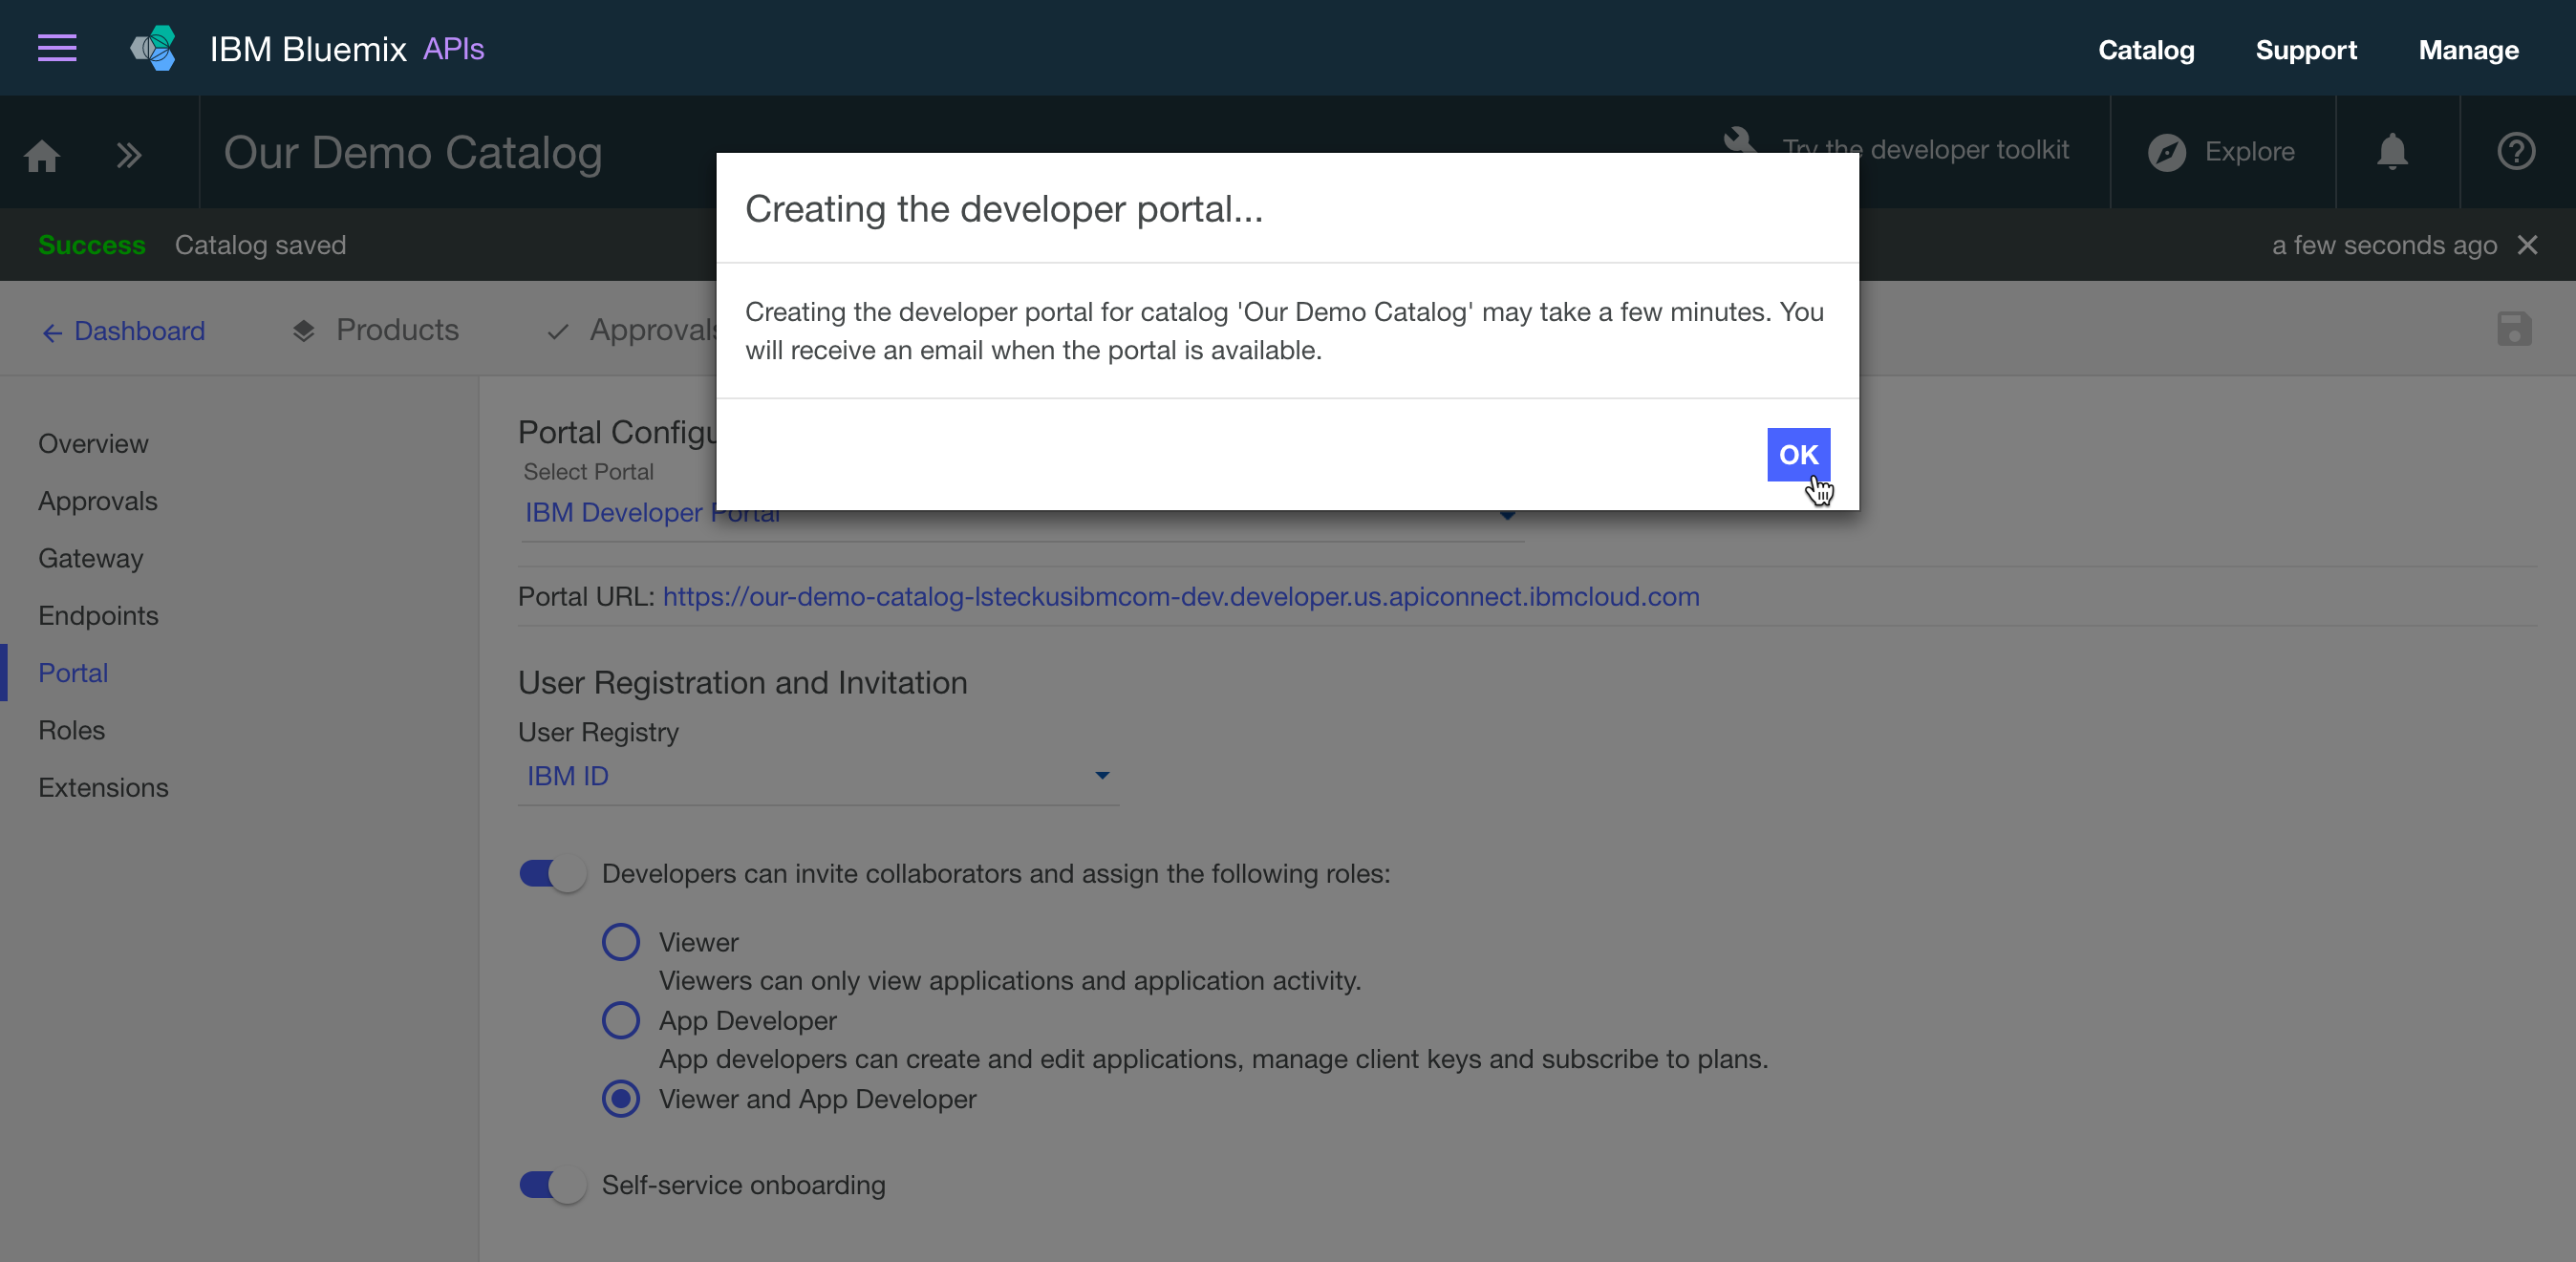 IBM Bluemix APIs
Catalog Support Manage
Our Demo Catalog
Try the developer toolkit
Explore
Success Catalog saved
a few seconds ago
Creating the developer portal...
Creating the developer portal for catalog 'Our Demo Catalog' may take a few minutes. You
will receive an email when the portal is available.
OK
Dashboard
Products
Approvals
Overview
Approvals
Gateway
Endpoints
Portal
Roles
Extensions
Portal Configu
Select Portal
IBM Developer Portal
Portal URL: https://our-demo-catalog-lsteckusibmcom-dev.developer.us.apiconnect.ibmcloud.com
User Registration and Invitation
User Registry
IBM ID
Developers can invite collaborators and assign the following roles:
Viewer
Viewers can only view applications and application activity.
App Developer
App developers can create and edit applications, manage client keys and subscribe to plans.
Viewer and App Developer
Self-service onboarding